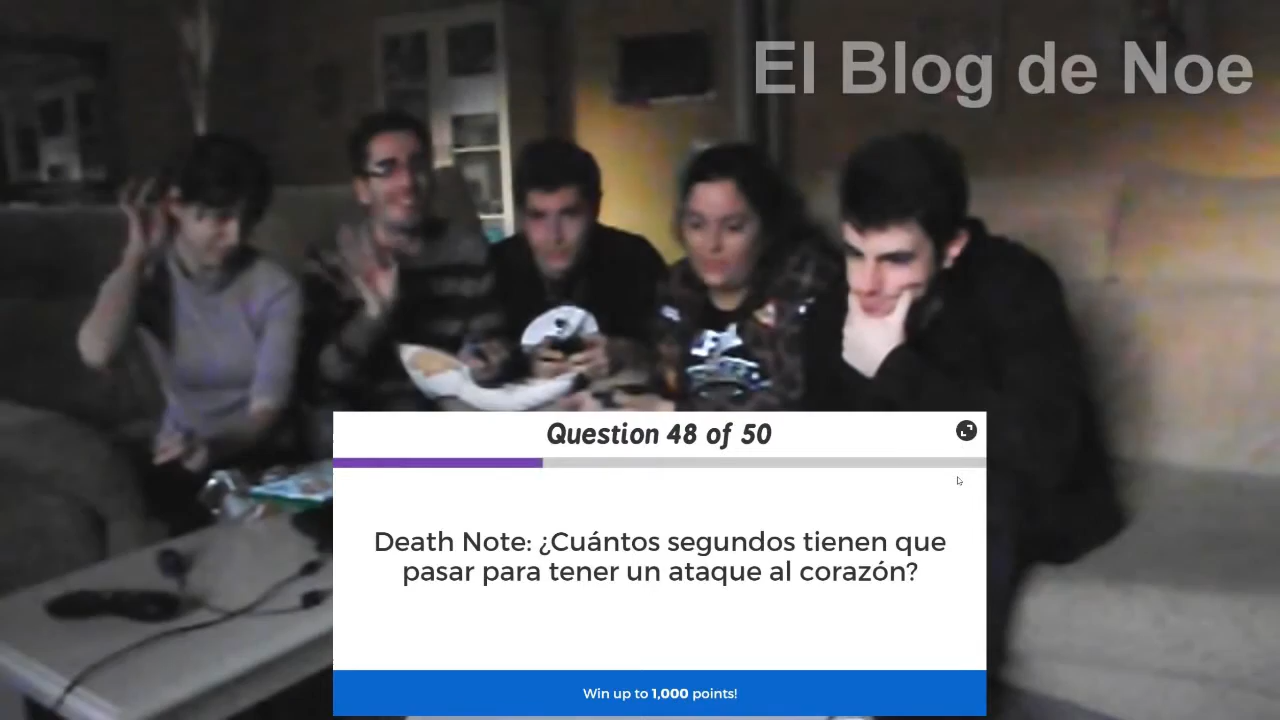 El Blog de Noe
Question 48 of 50
Death Note: ¿Cuántos segundos tienen que
pasar para tener un ataque al corazón?
Win up to 1,000 points!